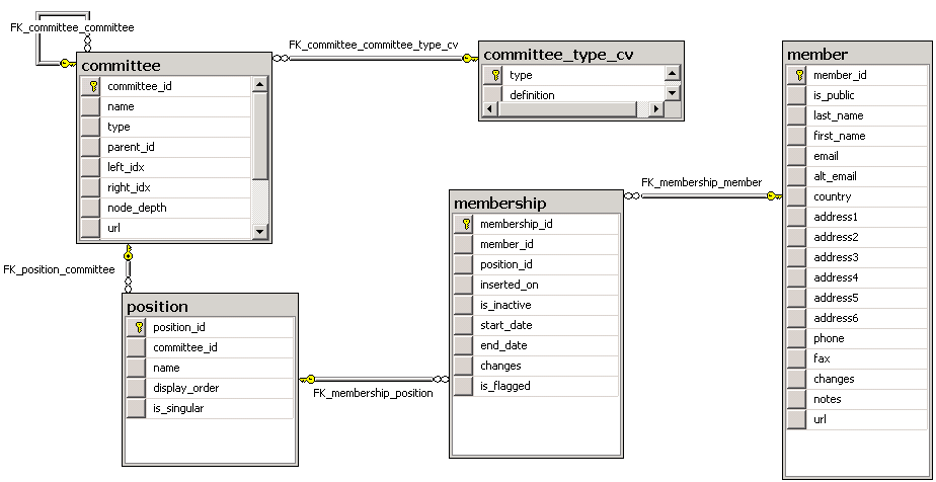 FK_committee_committee
committee
committee_id
name
type
parent_id
left_idx
right_idx
node_depth
url
FK_committee_committee_type_cv
committee_type_cv
type
definition
member
member_id
is_public
last_name
first_name
email
alt_email
country
address1
address2
address3
address4
address5
address6
phone
fax
changes
notes
url
FK_membership_member
membership
membership_id
member_id
position_id
inserted_on
is_inactive
start_date
end_date
changes
is_flagged
FK_position_committee
position
position_id
committee_id
name
display_order
is_singular
FK_membership_position